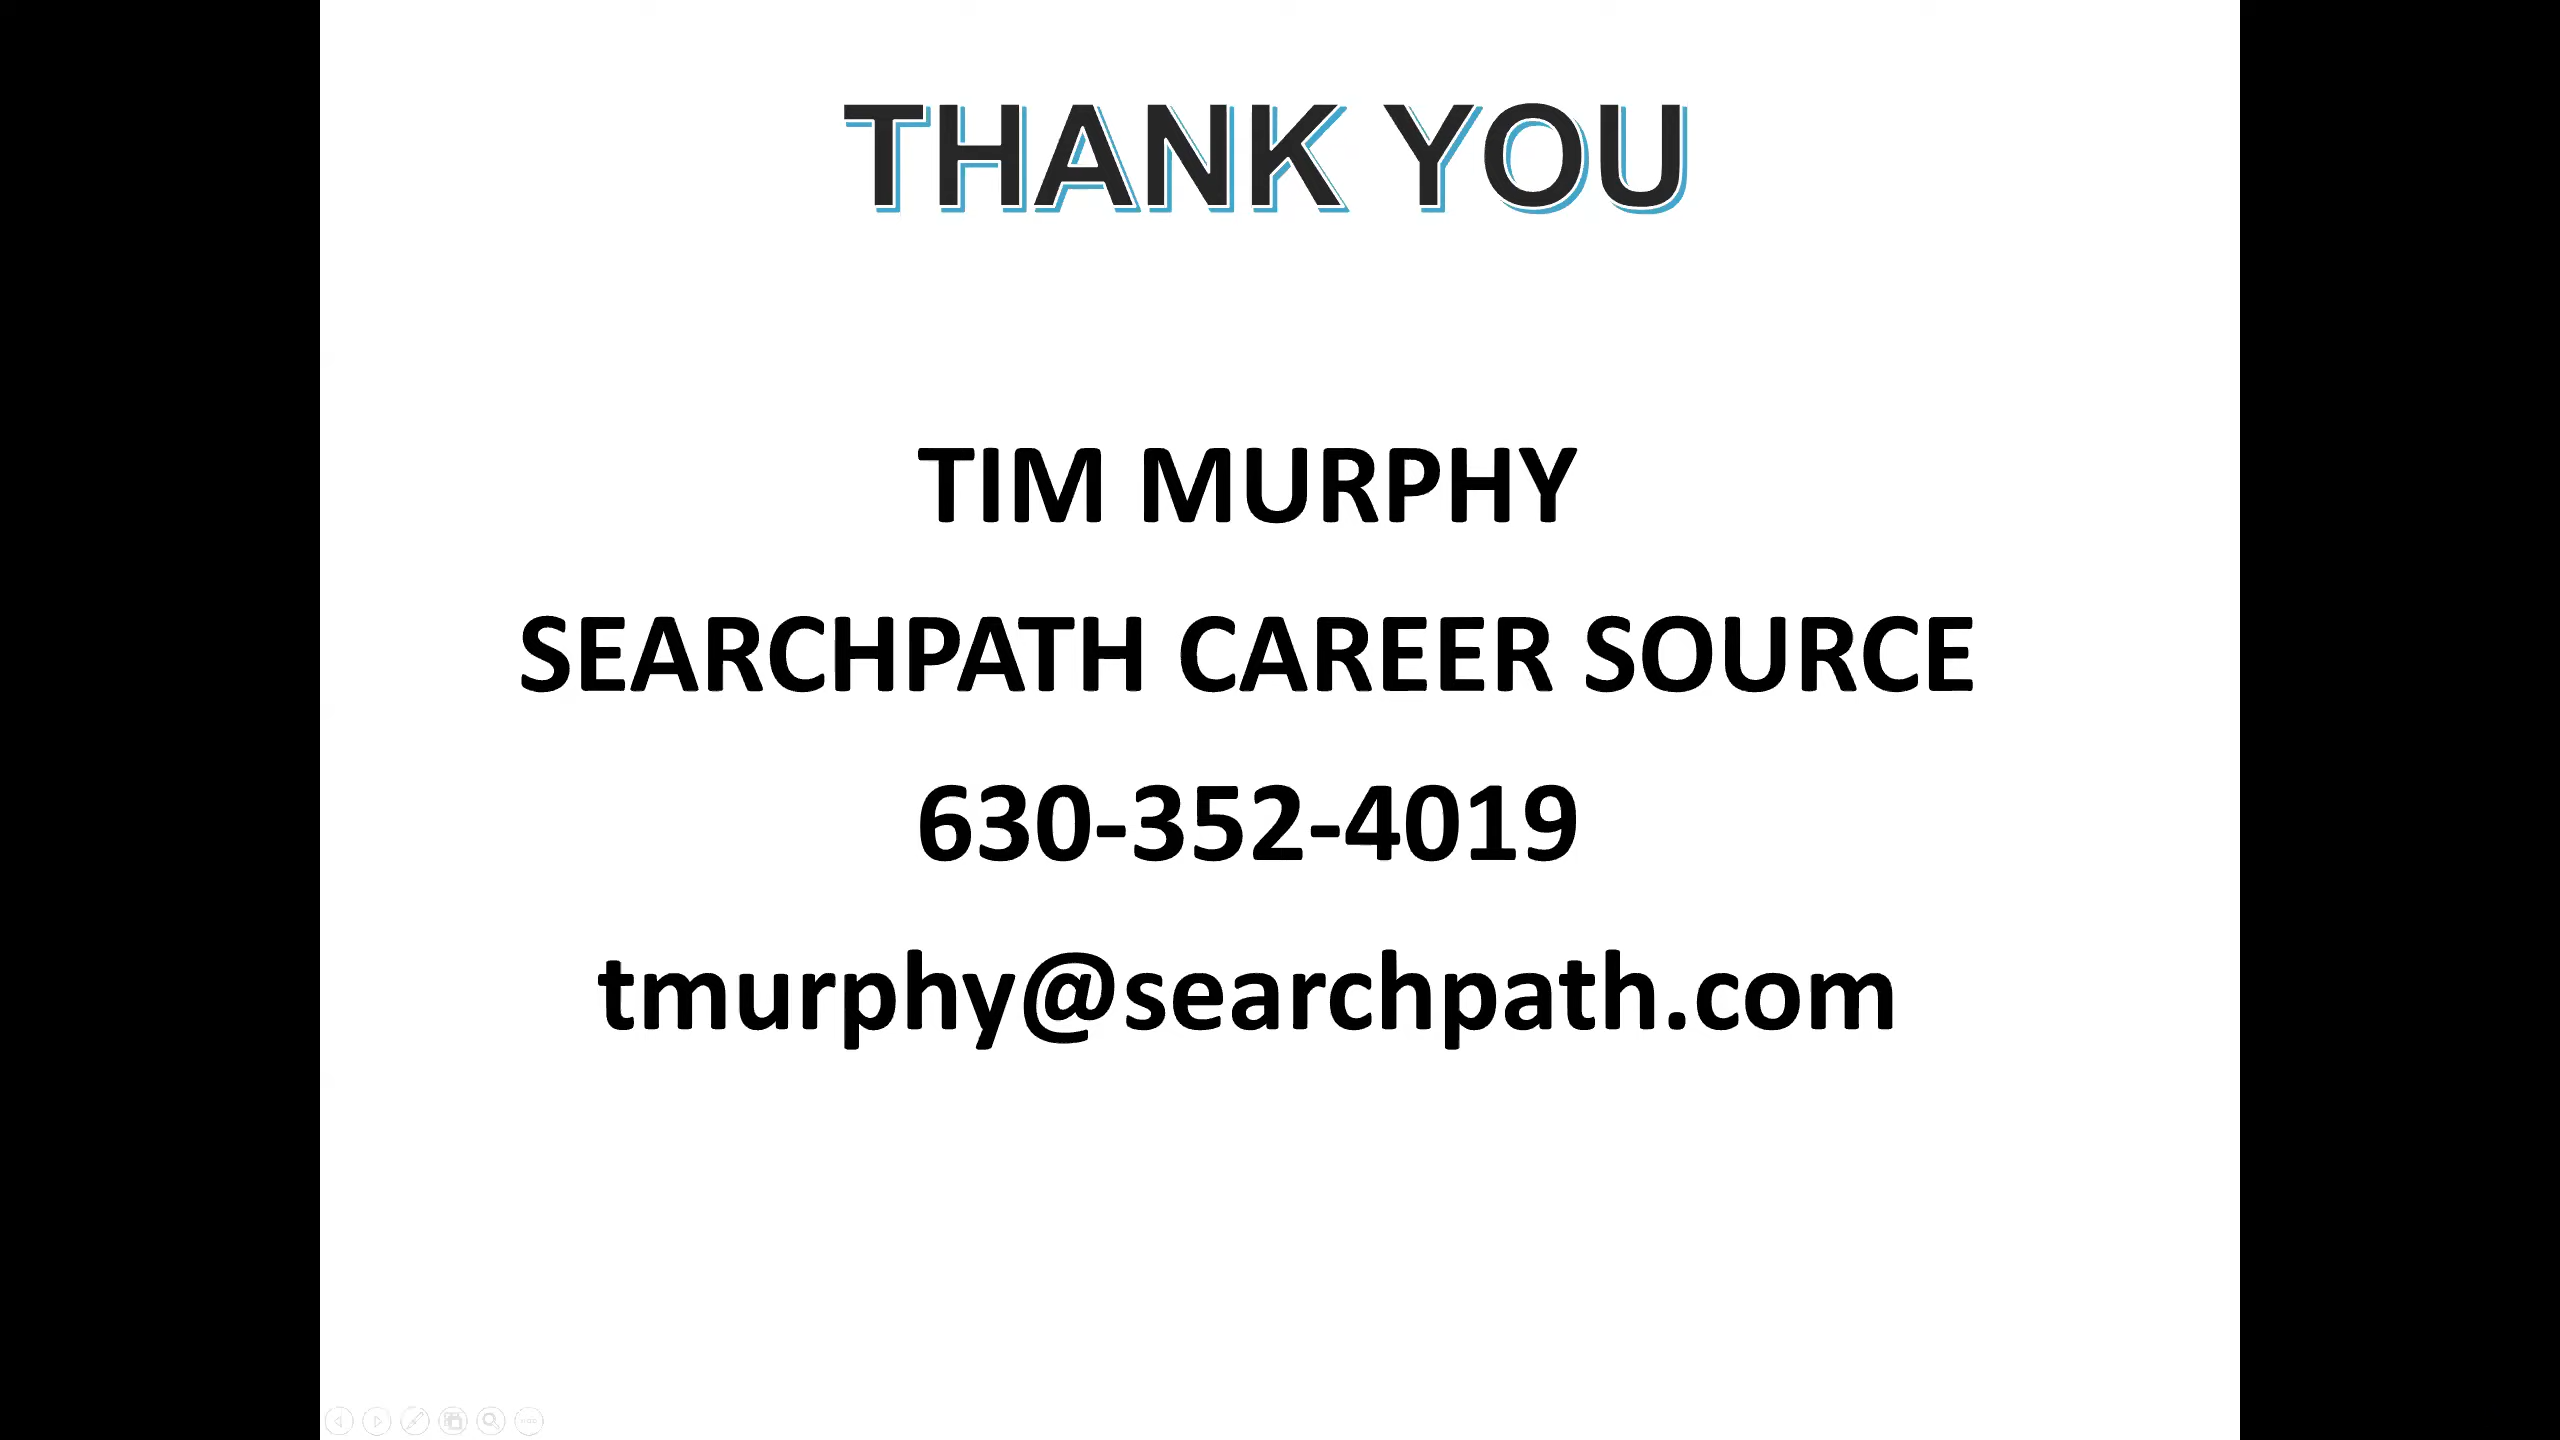 THANK YOU
TIM MURPHY
SEARCHPATH CAREER SOURCE
630-352-4019
tmurphy@searchpath.com